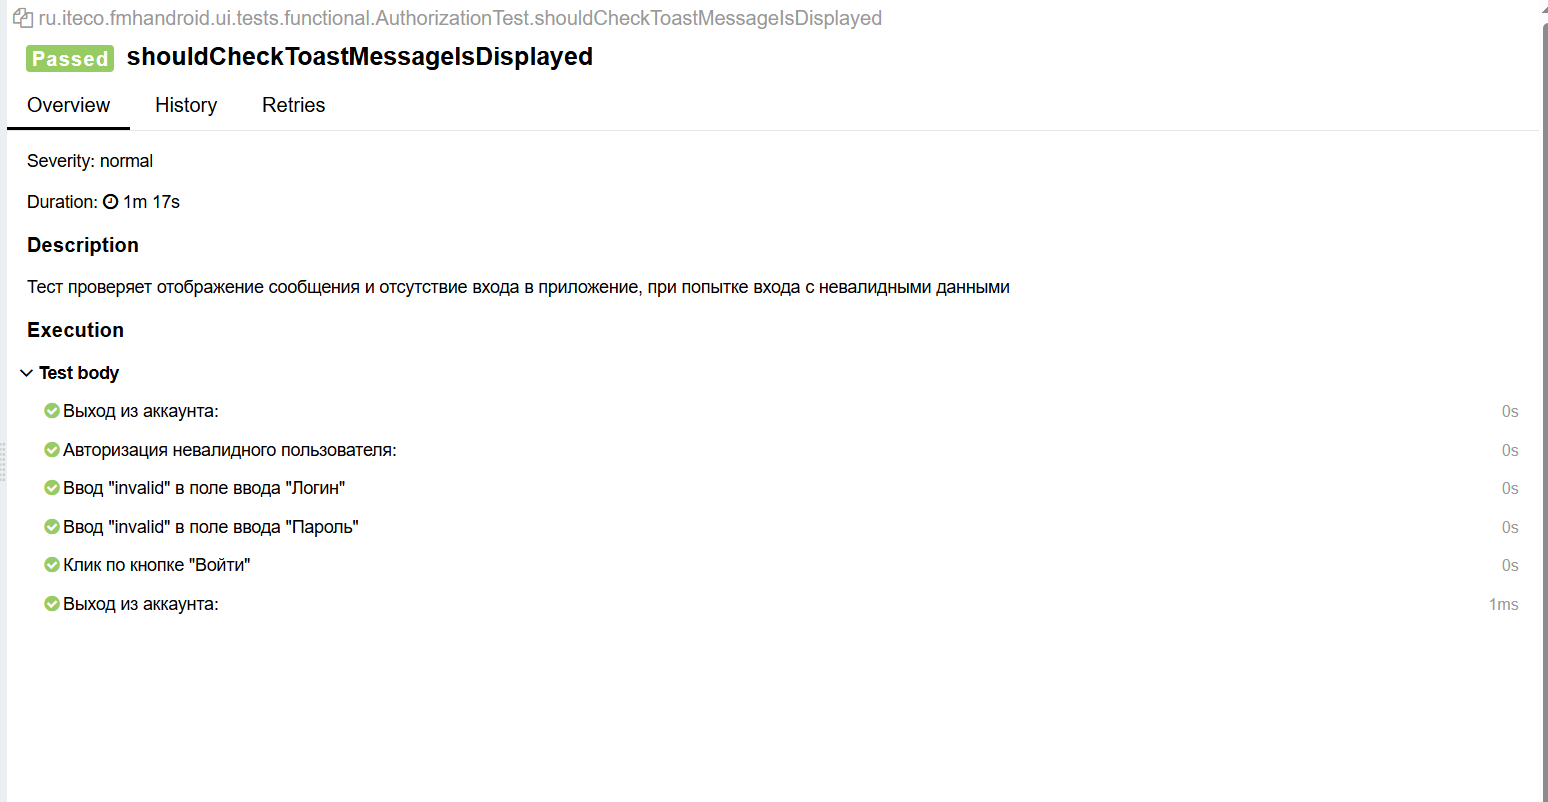 ru.iteco.fmhandroid.ui.tests.functional.AuthorizationTest.shouldCheckToastMessageIsDisplayed
Passed shouldCheckToastMessageIsDisplayed
Overview History Retries
Severity: normal
Duration: 1m 17s
Description
Тест проверяет отображение сообщения и отсутствие входа в приложение, при попытке входа с невалидными данными
Execution
Test body
Выход из аккаунта: 0s
Авторизация невалидного пользователя: 0s
Ввод "invalid" в поле ввода "Логин" 0s
Ввод "invalid" в поле ввода "Пароль" 0s
Клик по кнопке "Войти" 0s
Выход из аккаунта: 1ms